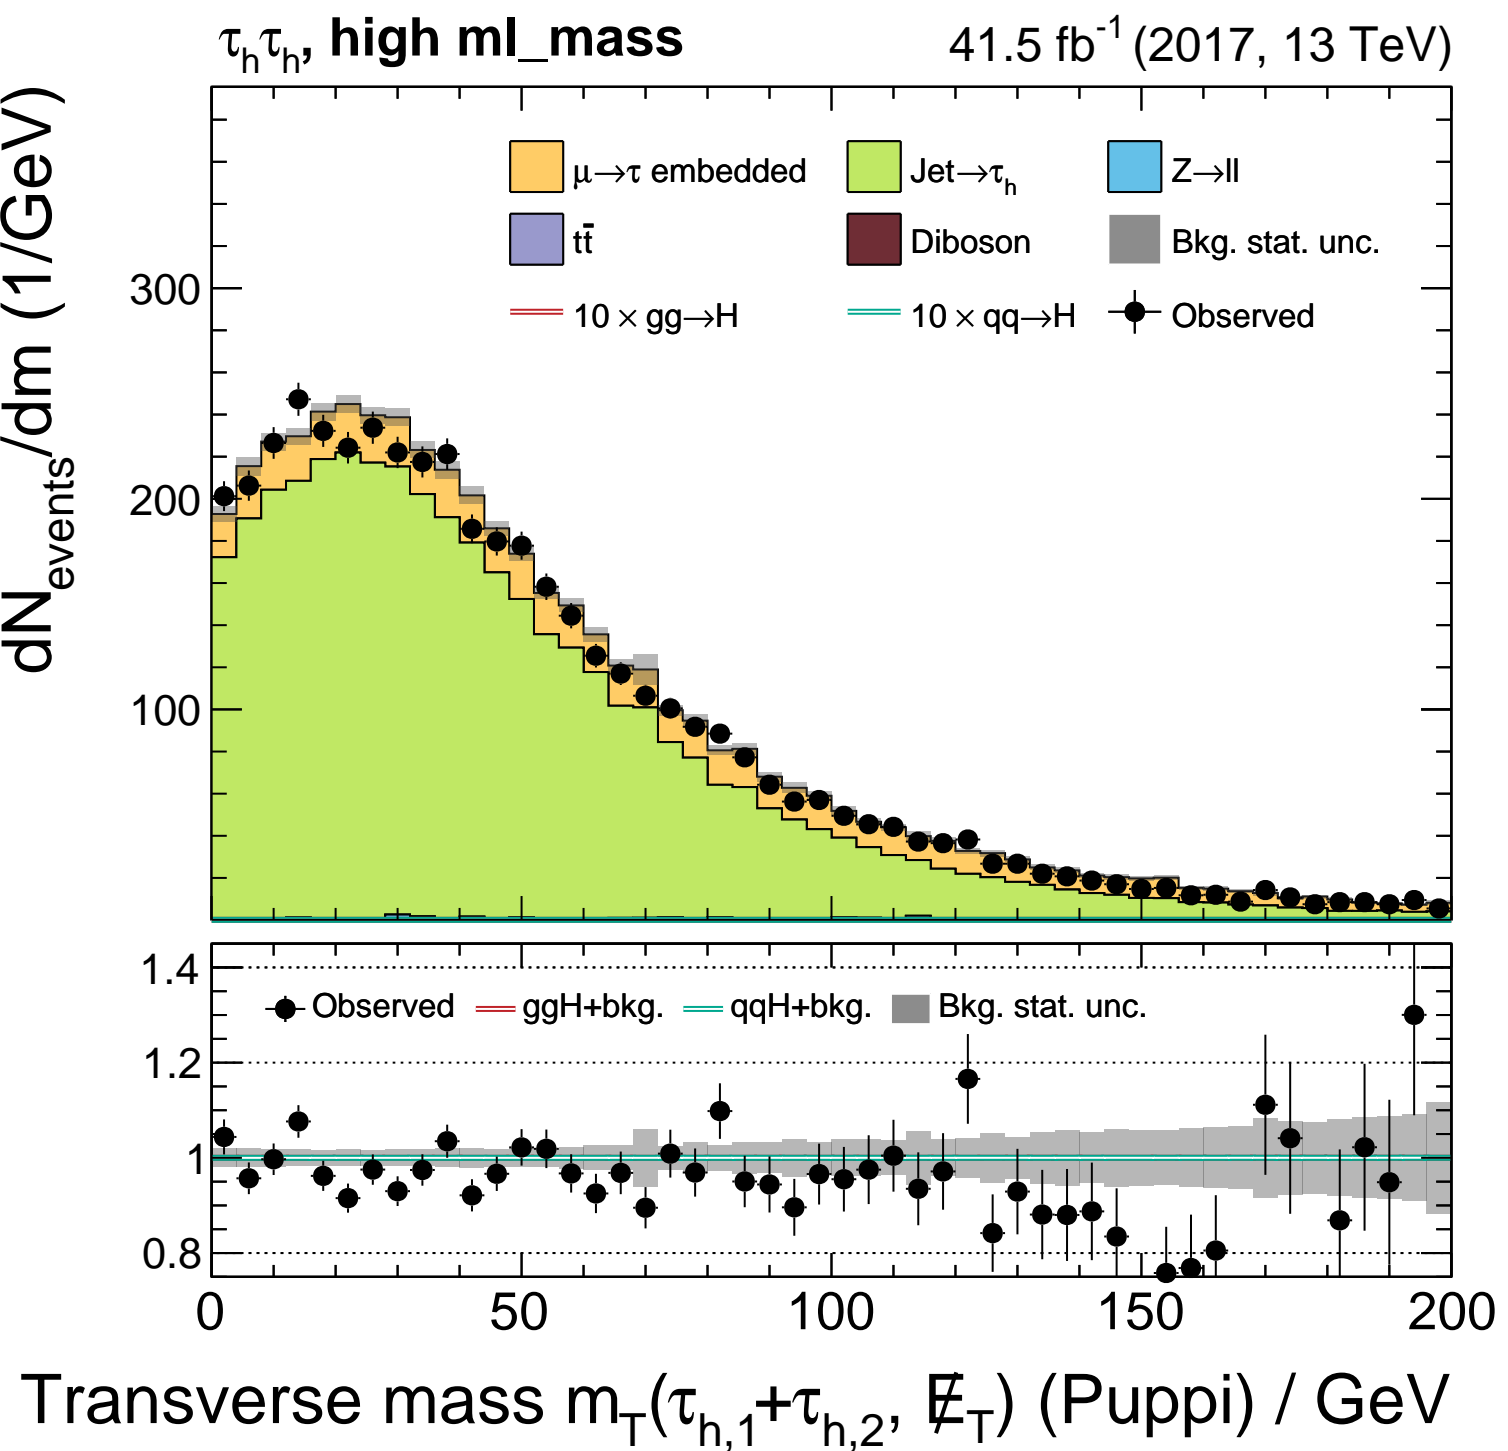 τhτh, high ml_mass 41.5 fb-1 (2017, 13 TeV)
dNevents/dm (1/GeV)
μ→τ embedded Jet→τh Z→ll
tt̄ Diboson Bkg. stat. unc.
10 × gg→H 10 × qq→H Observed
300
200
100
Observed ggH+bkg. qqH+bkg. Bkg. stat. unc.
1.4
1.2
1
0.8
0 50 100 150 200
Transverse mass mT(τh,1+τh,2, E̸T) (Puppi) / GeV